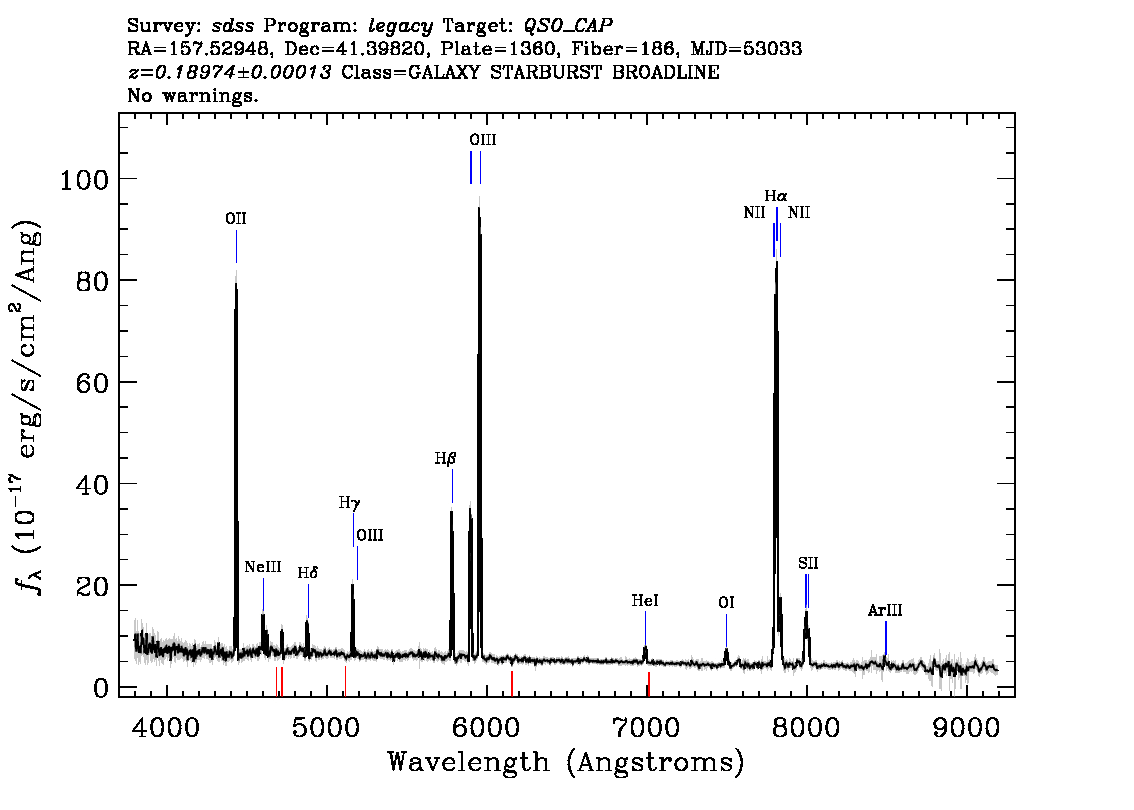 Survey: sdss Program: legacy Target: QSO_CAP
RA=157.52948, Dec=41.39820, Plate=1360, Fiber=186, MJD=53033
z=0.18974±0.00013 Class=GALAXY STARBURST BROADLINE
No warnings.
OIII
100
Hα
NII NII
OII
80
60
Hβ
40
Hγ
OIII
NeIII Hδ
SII
20
HeI OI
ArIII
0
fλ (10⁻¹⁷ erg/s/cm²/Ang)
4000 5000 6000 7000 8000 9000
Wavelength (Angstroms)